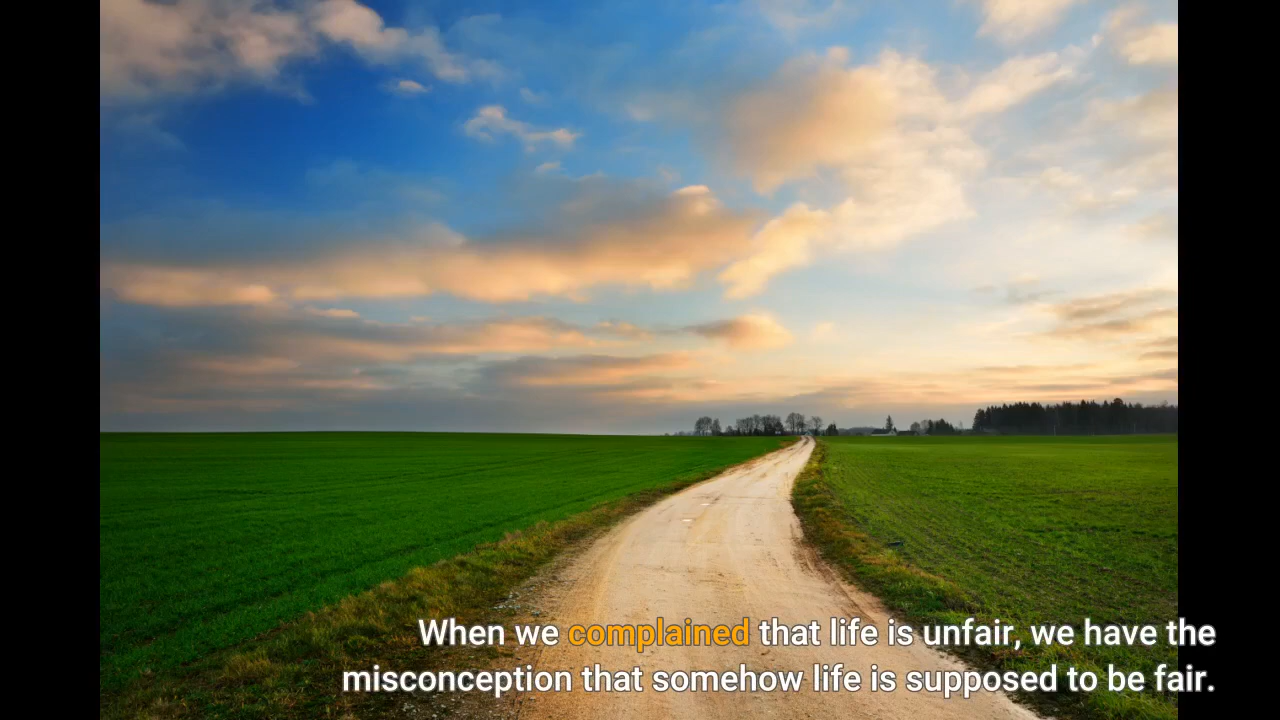 When we complained that life is unfair, we have the
misconception that somehow life is supposed to be fair.